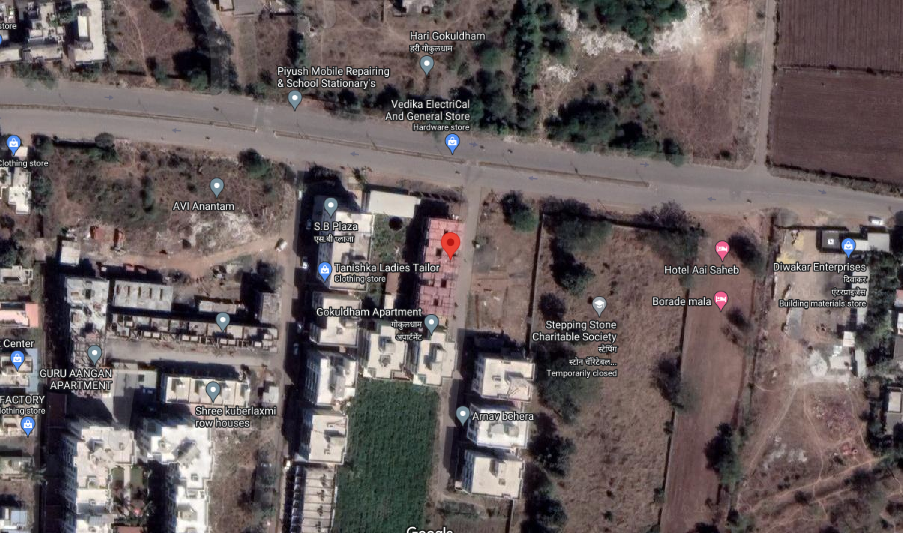 store
Hari Gokuldham
हरी गोकुलधाम
Piyush Mobile Repairing
& School Stationary's
Vedika ElectriCal
And General Store
Hardware store
Clothing store
AVI Anantam
S.B Plaza
एस.बी प्लाजा
Tanishka Ladies Tailor
Clothing store
Hotel Aai Saheb
Diwakar Enterprises
दिवाकर
एंटरप्राइजेस
Building materials store
Borade mala
Gokuldham Apartment
गोकुलधाम
अपार्टमेंट
Stepping Stone
Charitable Society
स्टेपिंग
स्टोन चॅरिटेबल...
Temporarily closed
Center
GURU AANGAN
APARTMENT
FACTORY
lothing store
Shree kuberlaxmi
row houses
Arnav behera
Google